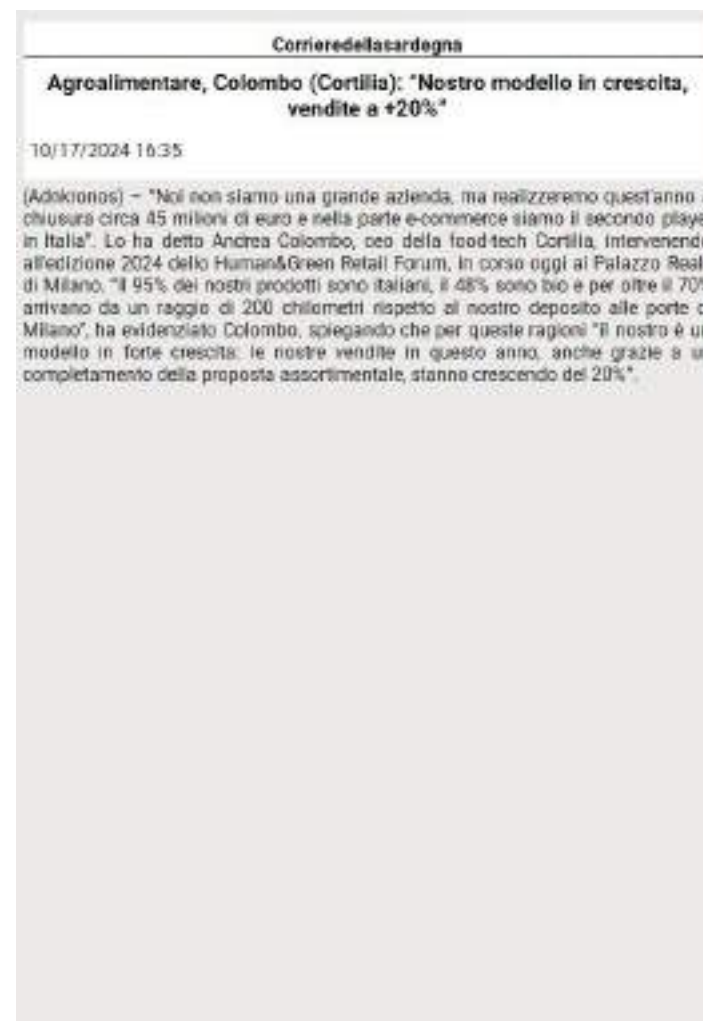 Corrieredellasardegna
Agroalimentare, Colombo (Cortilia): "Nostro modello in crescita,
vendite a +20%"
10/17/2024 16:35
(Adnkronos) – "Noi non siamo una grande azienda, ma realizzeremo quest'anno a
chiusura circa 45 milioni di euro e nella parte e-commerce siamo il secondo playe
in Italia". Lo ha detto Andrea Colombo, ceo della food-tech Cortilia, intervenend
all'edizione 2024 dello Human&Green Retail Forum, in corso oggi al Palazzo Real
di Milano. "Il 95% dei nostri prodotti sono italiani, il 48% sono bio e per oltre il 70%
arrivano da un raggio di 200 chilometri rispetto al nostro deposito alle porte d
Milano", ha evidenziato Colombo, spiegando che per queste ragioni "il nostro è un
modello in forte crescita: le nostre vendite in questo anno, anche grazie a un
completamento della proposta assortimentale, stanno crescendo del 20%".